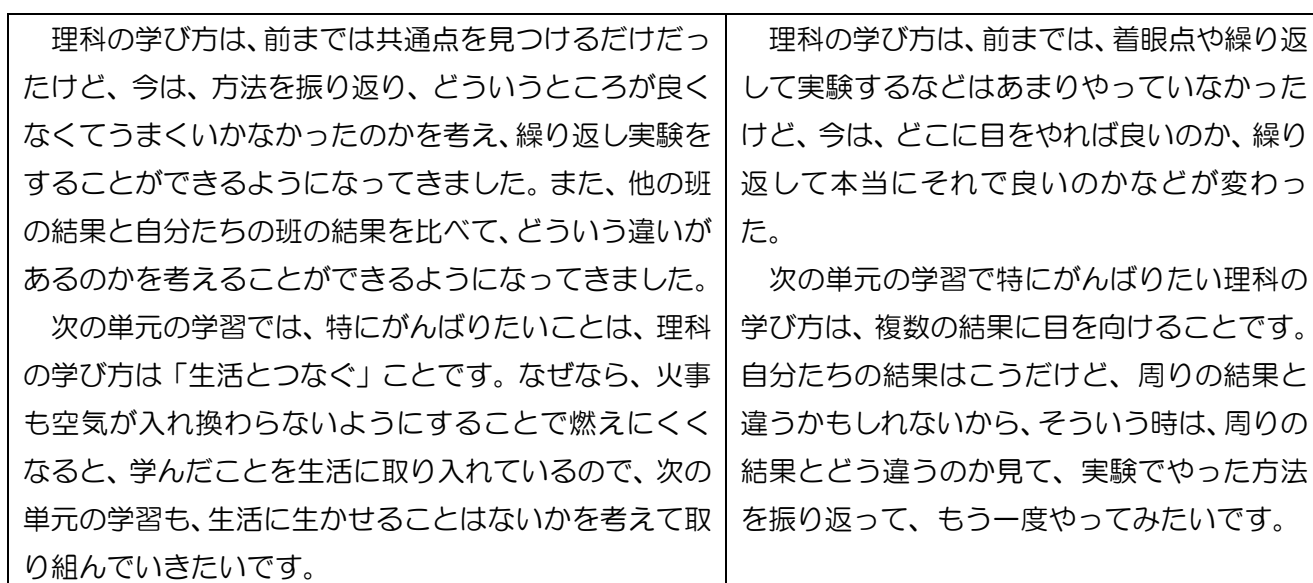 理科の学び方は、前までは共通点を見つけるだけだっ
たけど、今は、方法を振り返り、どういうところが良く
なくてうまくいかなかったのかを考え、繰り返し実験を
することができるようになってきました。また、他の班
の結果と自分たちの班の結果を比べて、どういう違いが
あるのかを考えることができるようになってきました。
次の単元の学習では、特にがんばりたいことは、理科
の学び方は「生活とつなぐ」ことです。なぜなら、火事
も空気が入れ換わらないようにすることで燃えにくく
なると、学んだことを生活に取り入れているので、次の
単元の学習も、生活に生かせることはないかを考えて取
り組んでいきたいです。
理科の学び方は、前までは、着眼点や繰り返
して実験するなどはあまりやっていなかった
けど、今は、どこに目をやれば良いのか、繰り
返して本当にそれで良いのかなどが変わっ
た。
次の単元の学習で特にがんばりたい理科の
学び方は、複数の結果に目を向けることです。
自分たちの結果はこうだけど、周りの結果と
違うかもしれないから、そういう時は、周りの
結果とどう違うのか見て、実験でやった方法
を振り返って、もう一度やってみたいです。